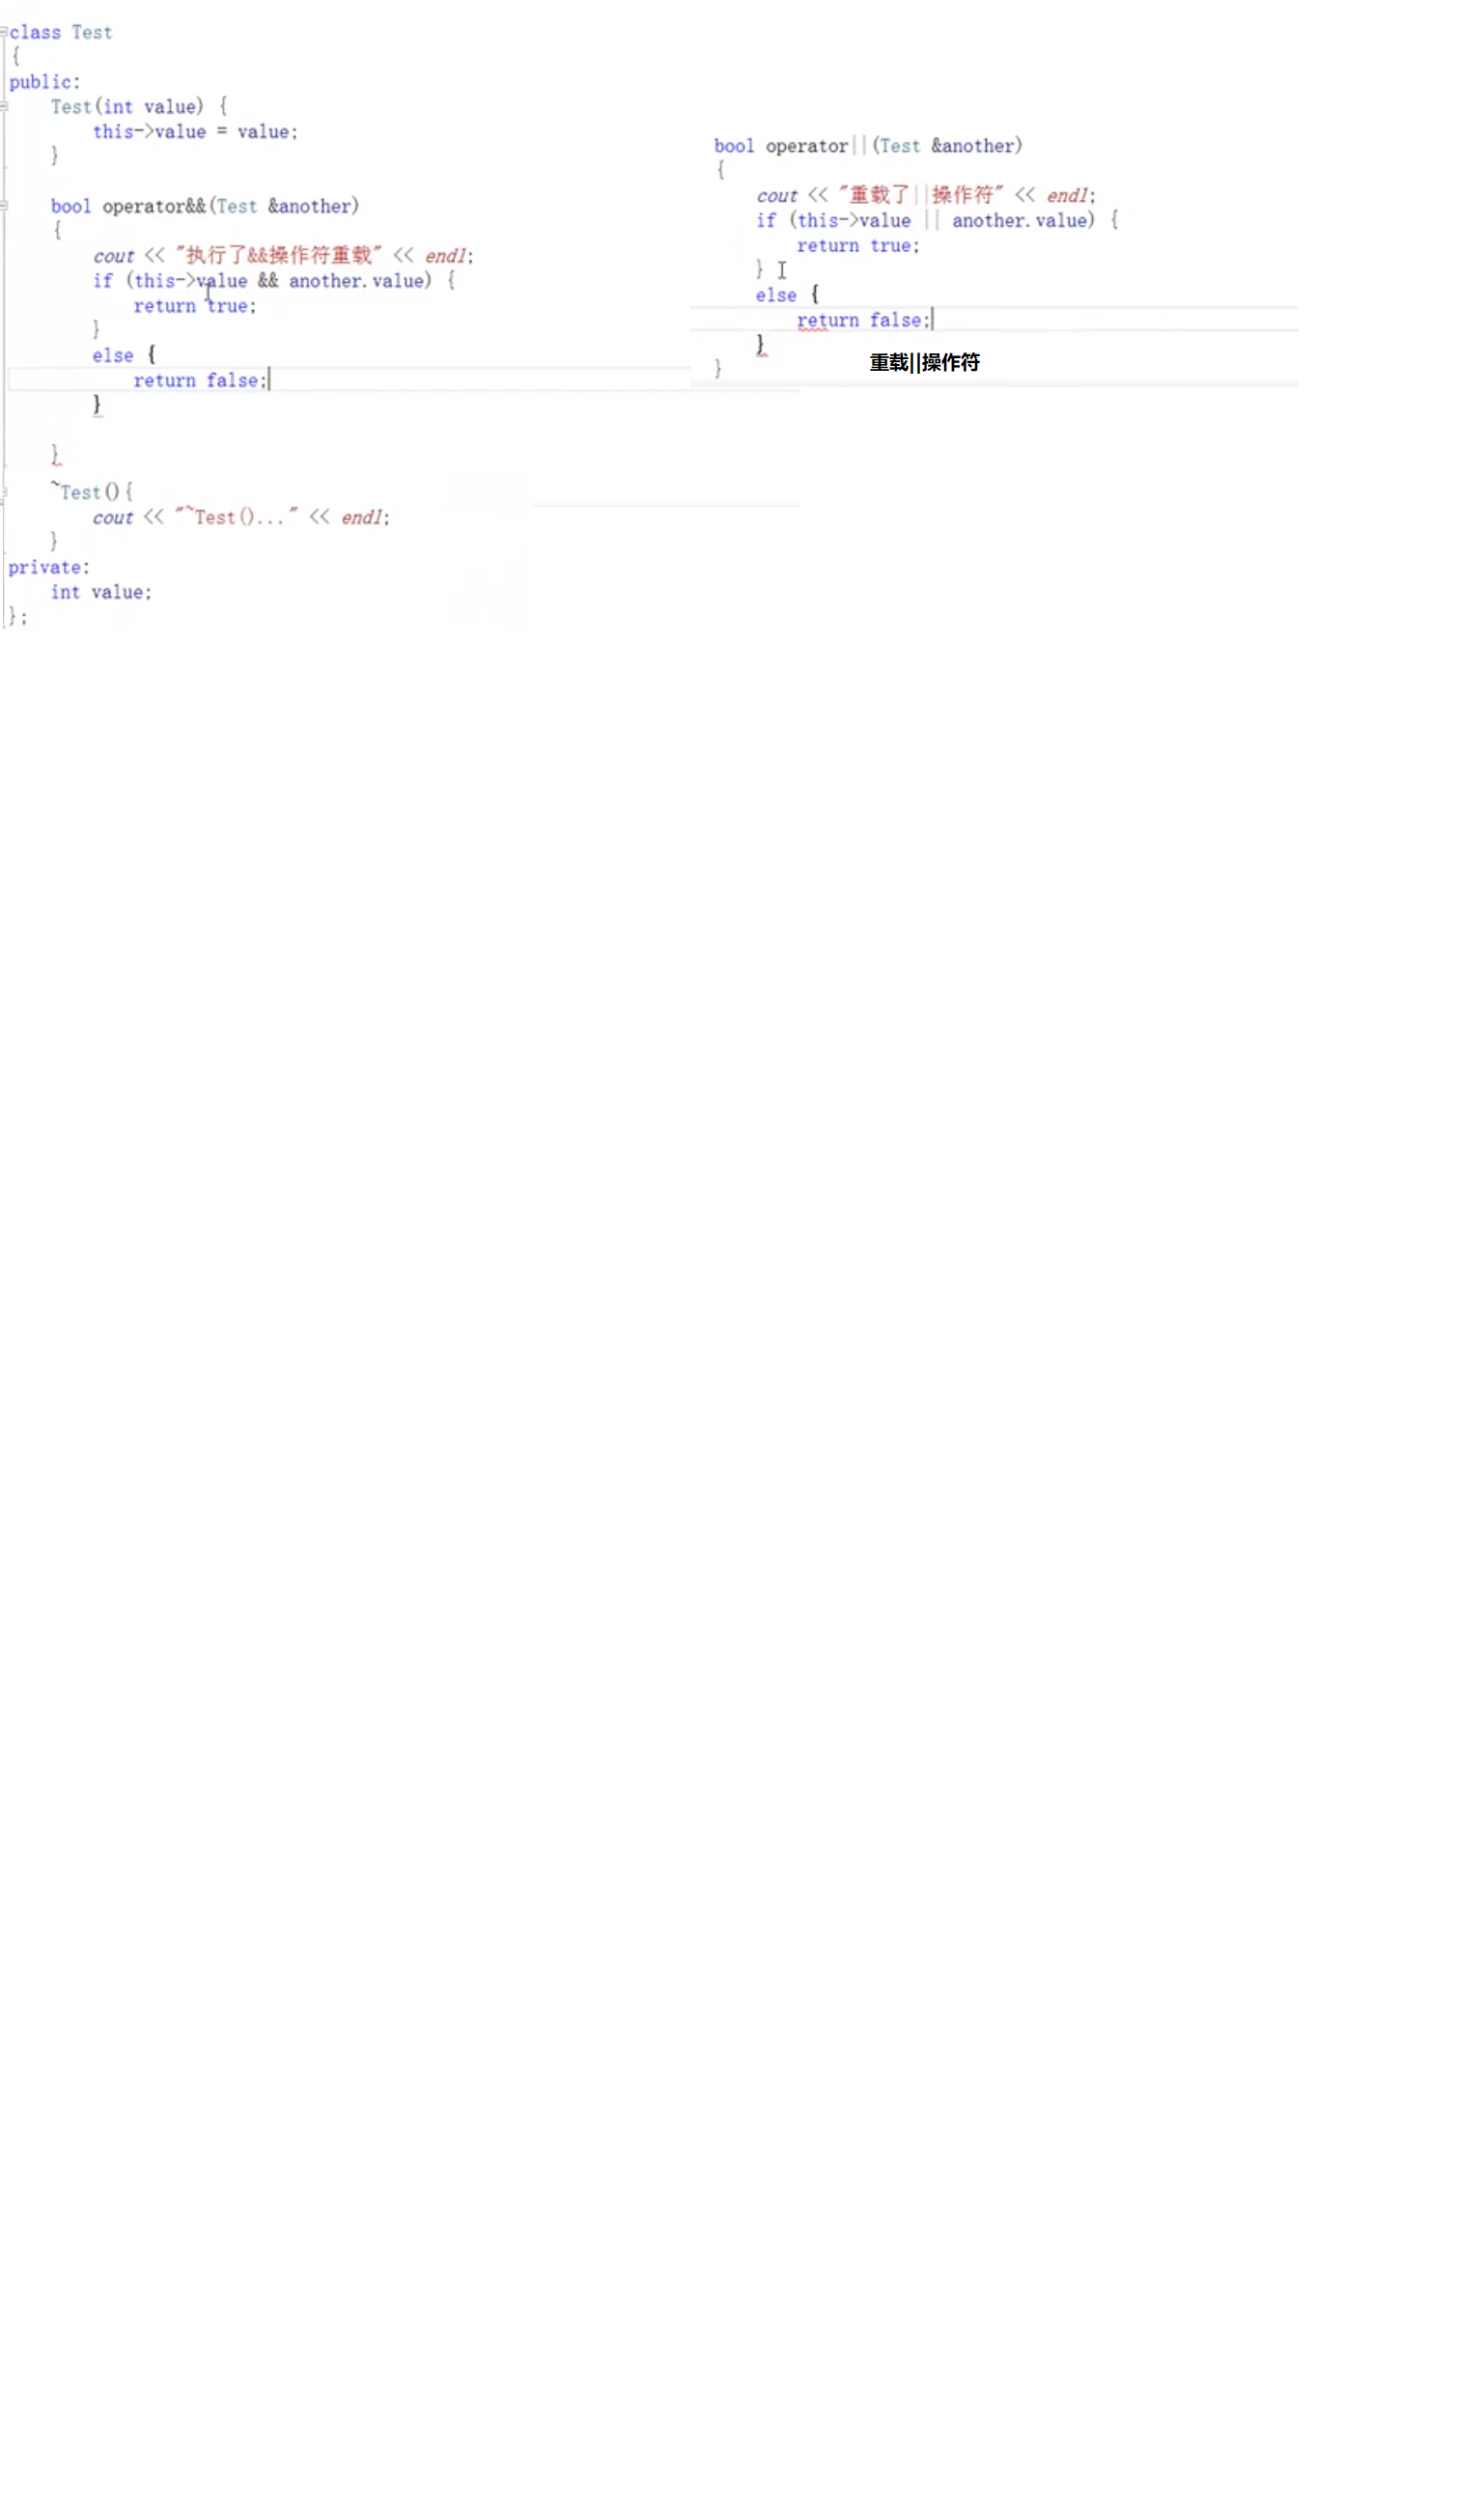 class Test
{
public:
    Test(int value) {
        this->value = value;
    }
    bool operator&&(Test &another)
    {
        cout << "执行了&&操作符重载" << endl;
        if (this->value && another.value) {
            return true;
        }
        else {
            return false;
        }
    }
    ~Test(){
        cout << "~Test()..." << endl;
    }
private:
    int value;
};
bool operator||(Test &another)
{
    cout << "重载了||操作符" << endl;
    if (this->value || another.value) {
        return true;
    }
    else {
        return false;
    }
}
重载||操作符